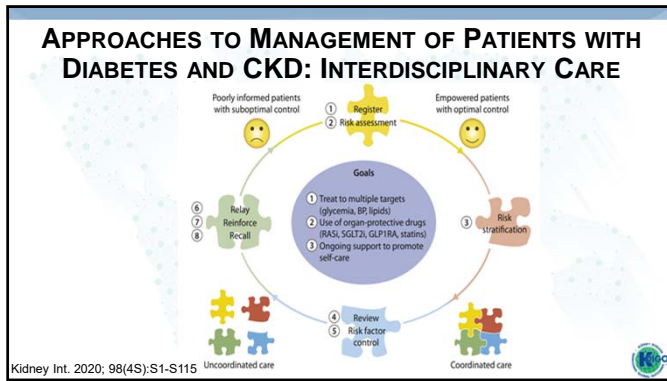 APPROACHES TO MANAGEMENT OF PATIENTS WITH
DIABETES AND CKD: INTERDISCIPLINARY CARE
Poorly informed patients
with suboptimal control
① Register
② Risk assessment
Empowered patients
with optimal control
Goals
① Treat to multiple targets
(glycemia, BP, lipids)
② Use of organ-protective drugs
(RASi, SGLT2i, GLP1RA, statins)
③ Ongoing support to promote
self-care
⑥ Relay
⑦ Reinforce
⑧ Recall
③ Risk
stratification
④ Review
⑤ Risk factor
control
Uncoordinated care
Coordinated care
Kidney Int. 2020; 98(4S):S1-S115